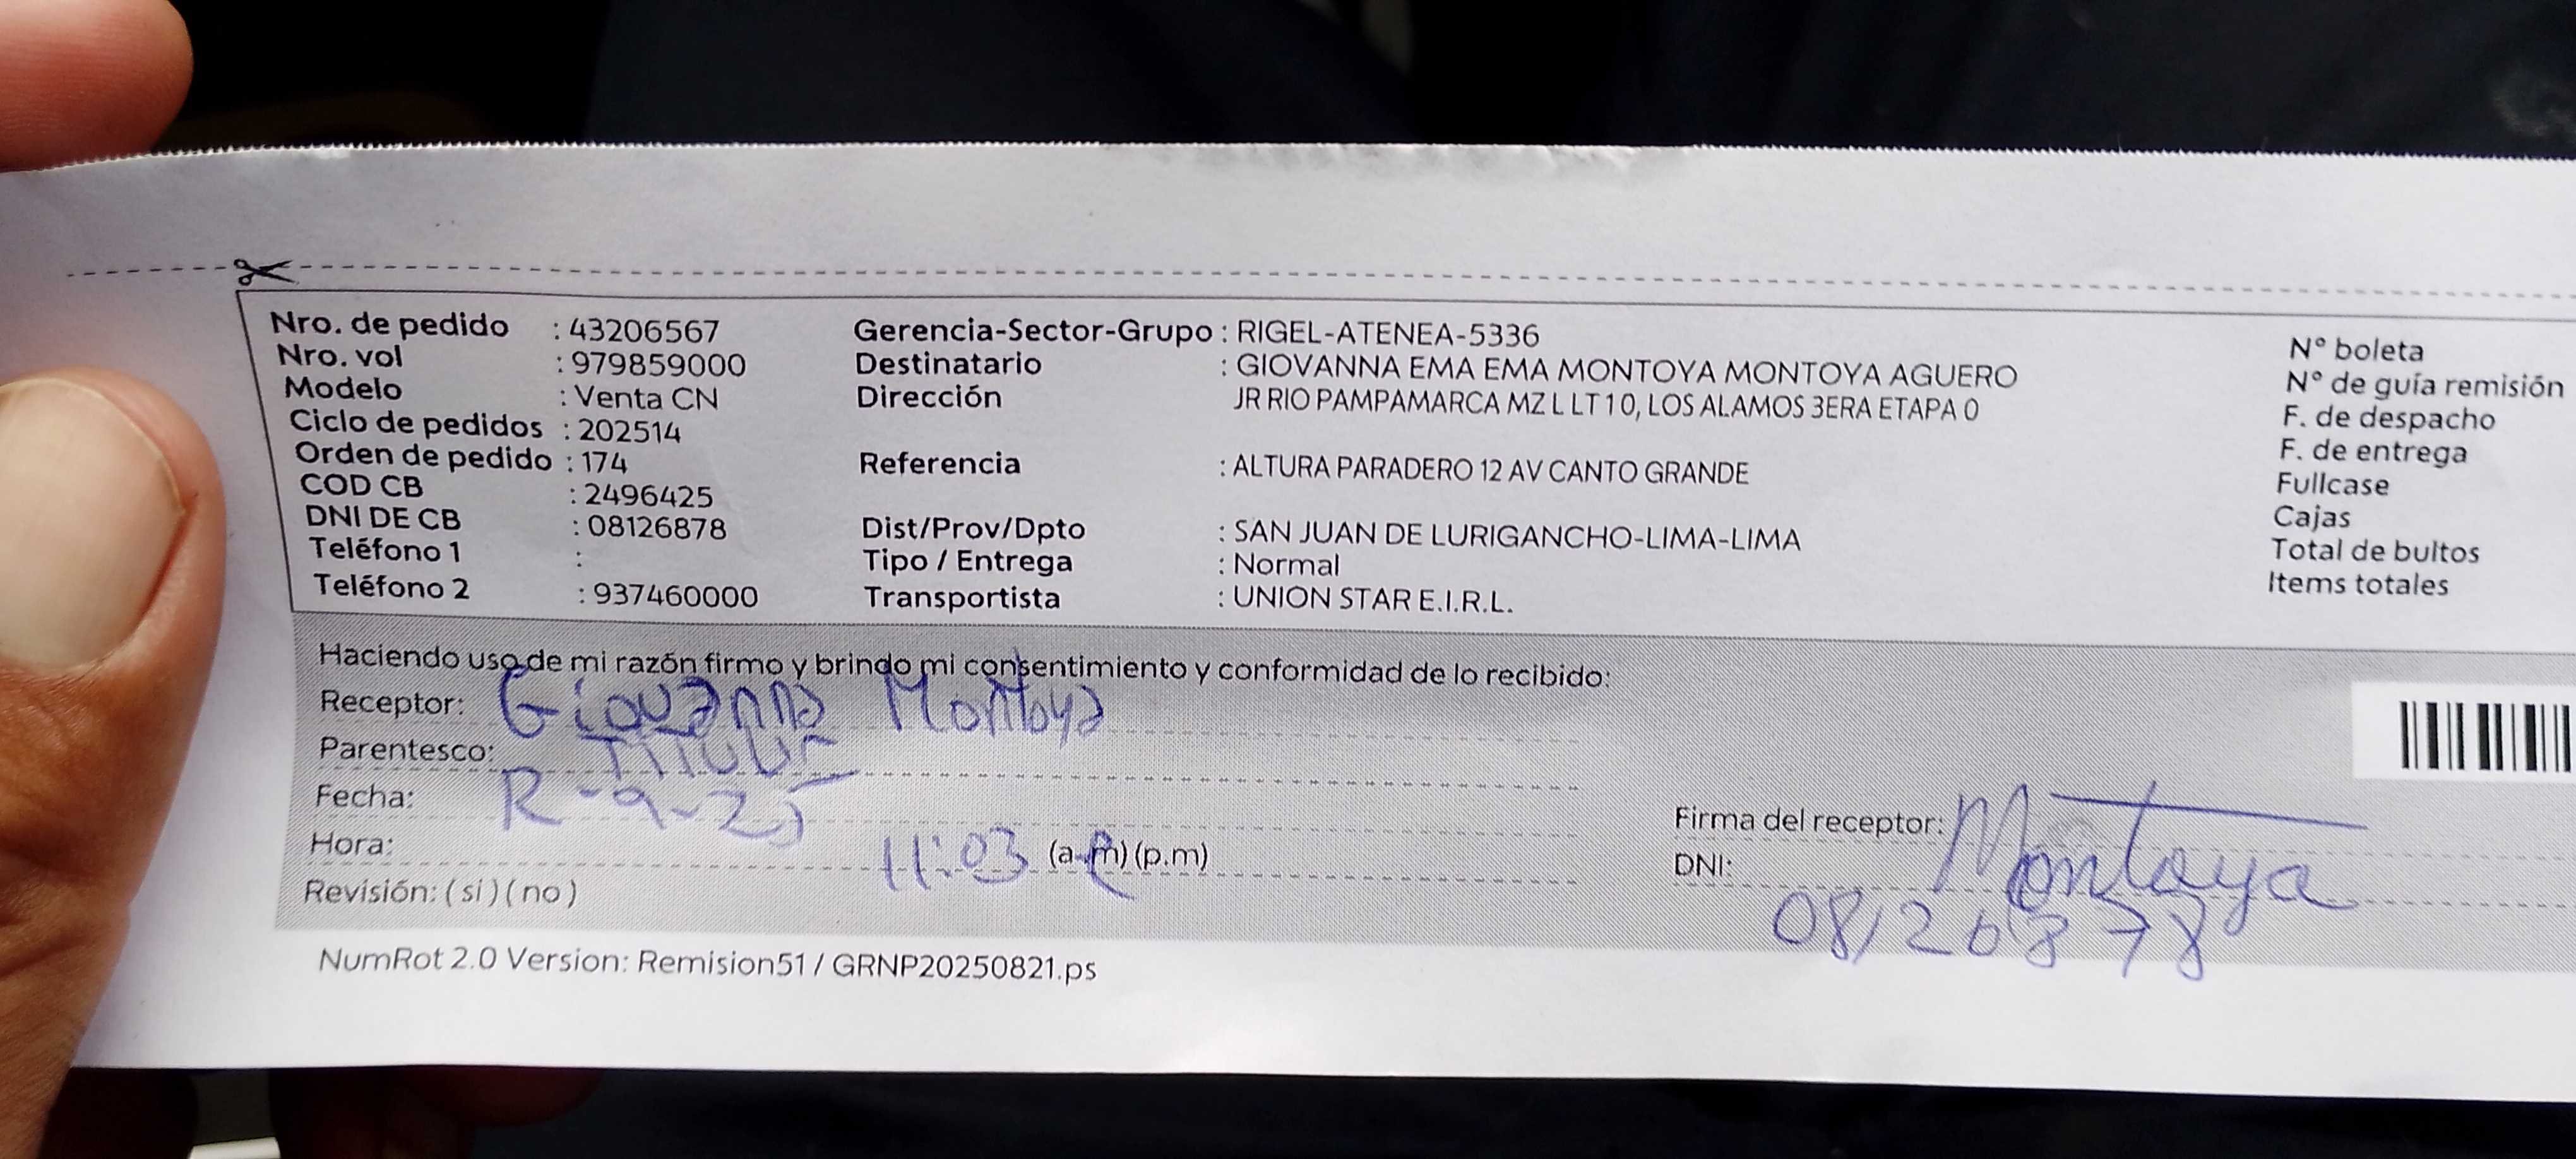 Nro. de pedido : 43206567
Nro. vol : 979859000
Modelo : Venta CN
Ciclo de pedidos : 202514
Orden de pedido : 174
COD CB : 2496425
DNI DE CB : 08126878
Teléfono 1 :
Teléfono 2 : 937460000
Gerencia-Sector-Grupo : RIGEL-ATENEA-5336
Destinatario : GIOVANNA EMA EMA MONTOYA MONTOYA AGUERO
Dirección JR RIO PAMPAMARCA MZ L LT 10, LOS ALAMOS 3ERA ETAPA 0
Referencia : ALTURA PARADERO 12 AV CANTO GRANDE
Dist/Prov/Dpto : SAN JUAN DE LURIGANCHO-LIMA-LIMA
Tipo / Entrega : Normal
Transportista : UNION STAR E.I.R.L.
N° boleta
N° de guía remisión
F. de despacho
F. de entrega
Fullcase
Cajas
Total de bultos
Items totales
Haciendo uso de mi razón firmo y brindo mi consentimiento y conformidad de lo recibido:
Receptor: Giovanna Montoya
Parentesco:
Fecha: -9-25
Hora: 11:03 (a.m) (p.m)
Revisión: ( si ) ( no )
Firma del receptor: Montoya
DNI: 08126878
NumRot 2.0 Version: Remision51 / GRNP20250821.ps